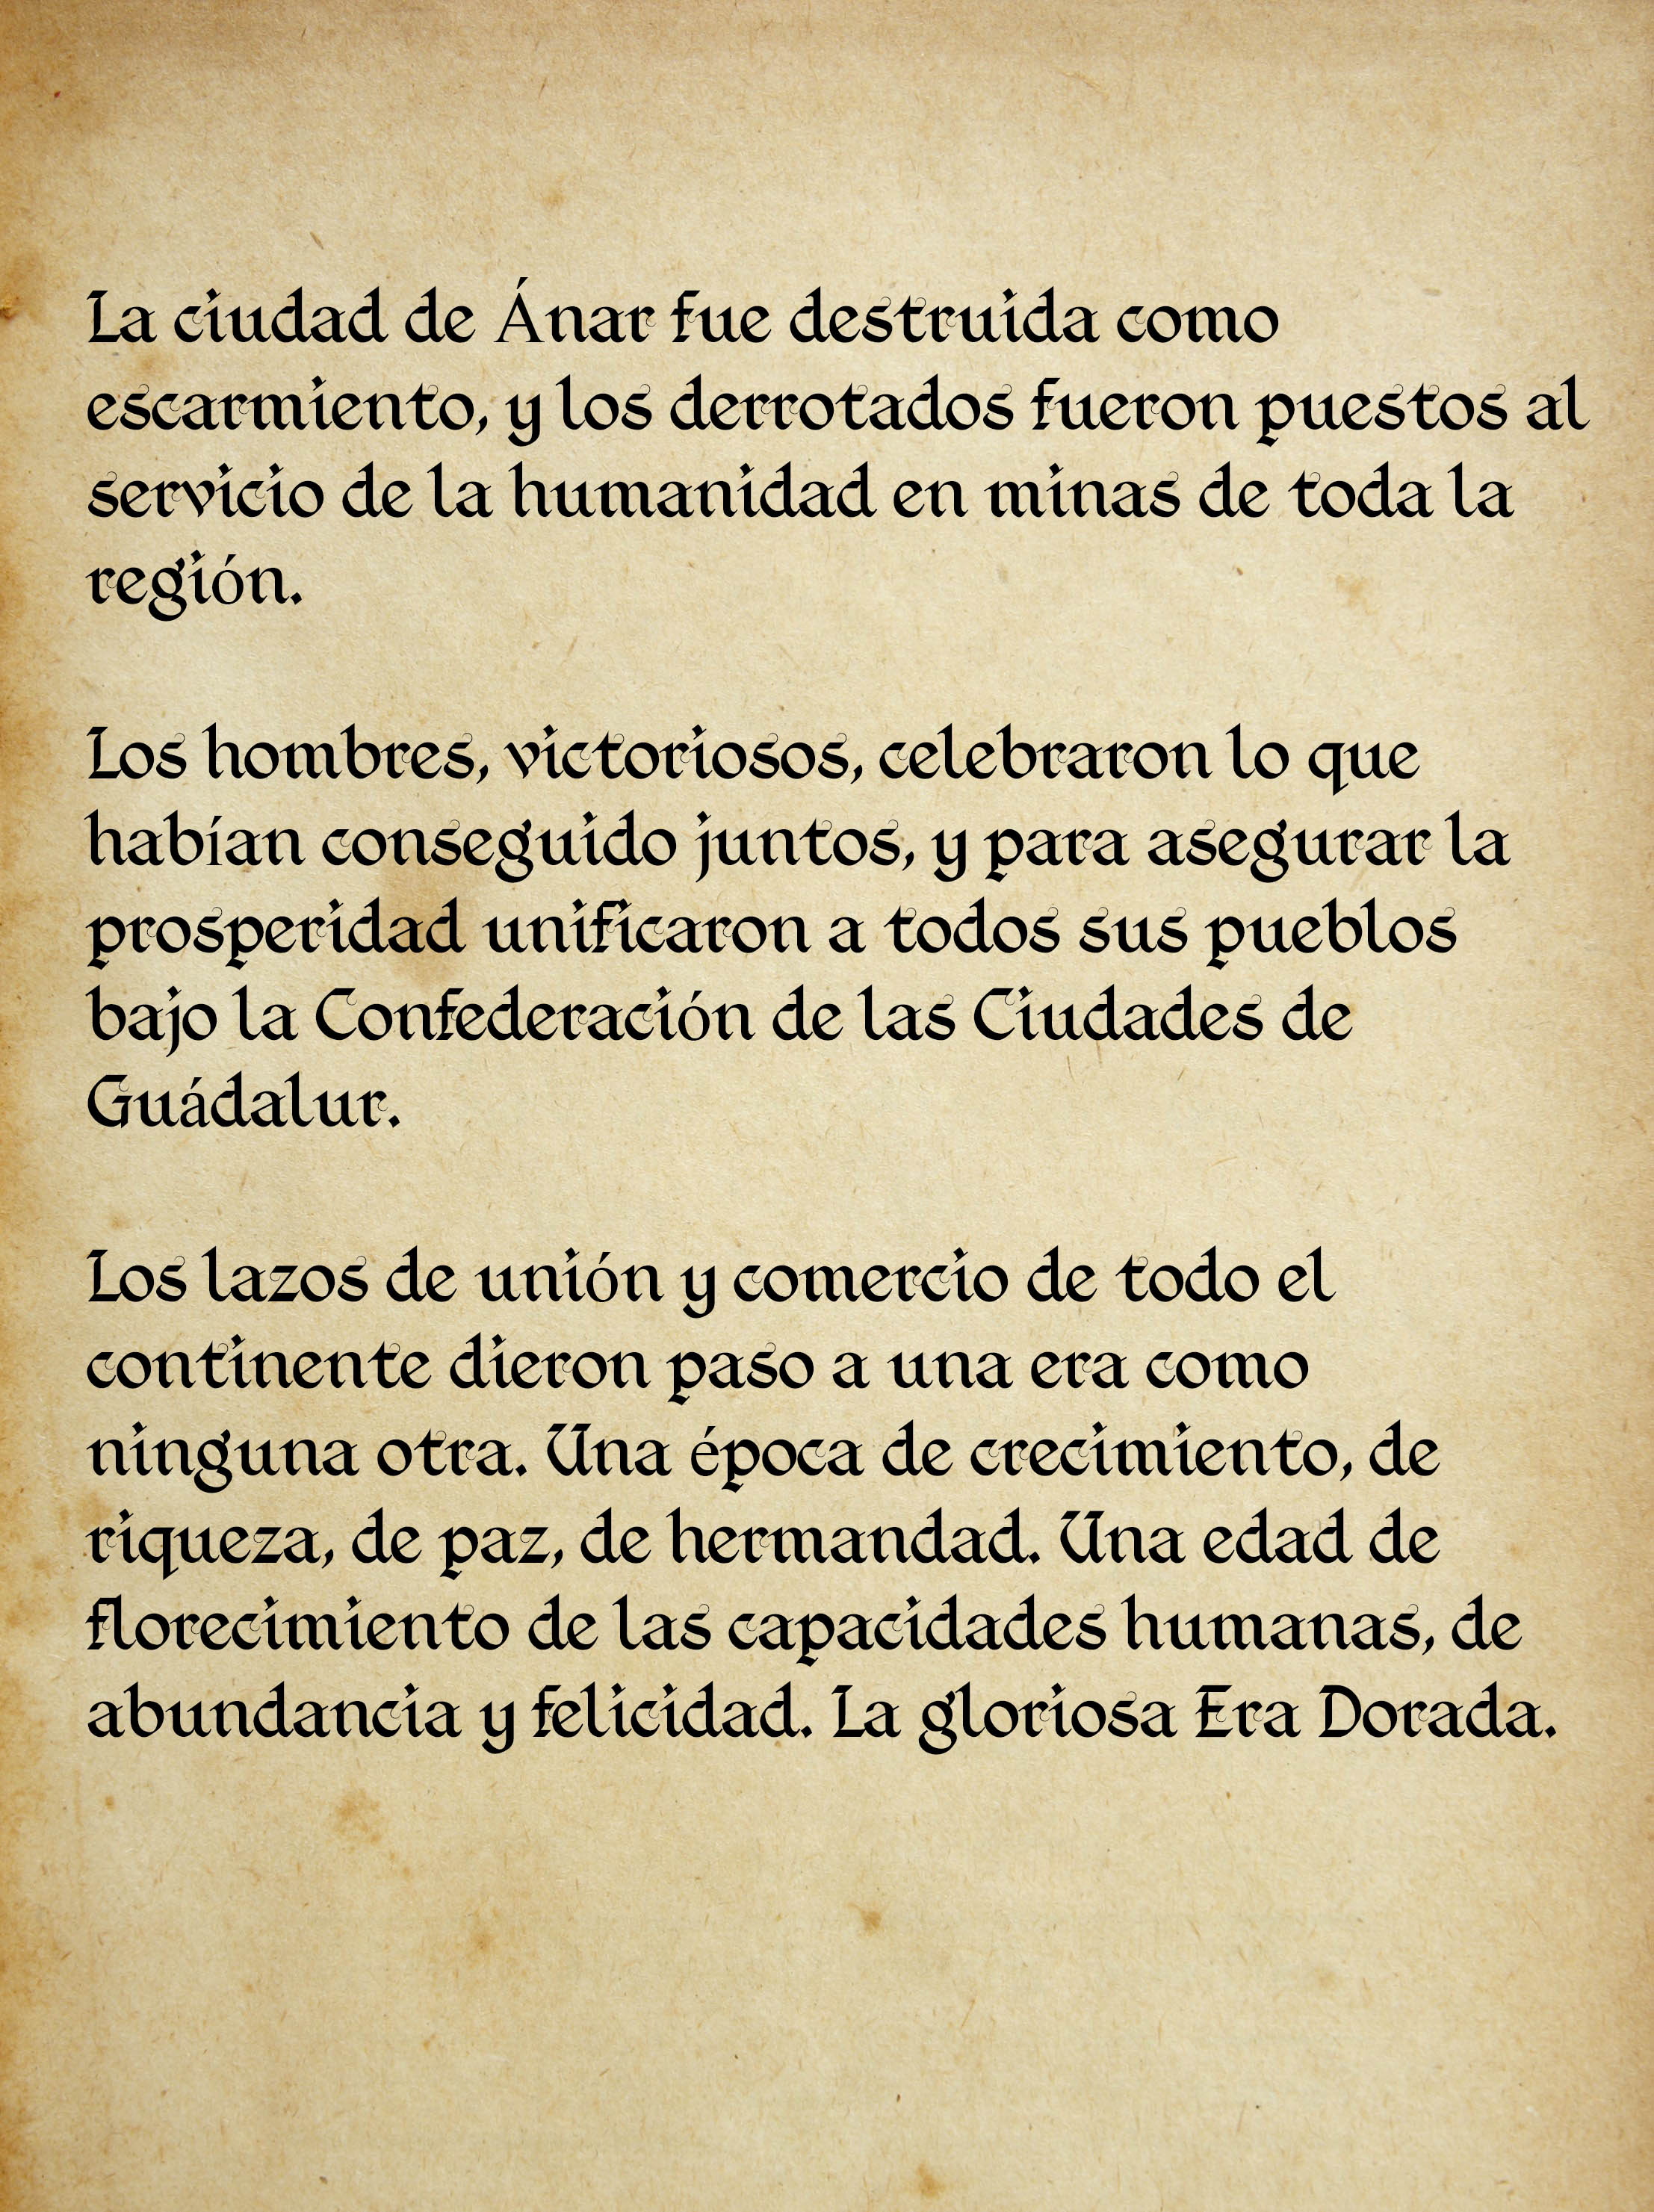 La ciudad de Ánar fue destruida como
escarmiento, y los derrotados fueron puestos al
servicio de la humanidad en minas de toda la
región.
Los hombres, victoriosos, celebraron lo que
habían conseguido juntos, y para asegurar la
prosperidad unificaron a todos sus pueblos
bajo la Confederación de las Ciudades de
Guádalur.
Los lazos de unión y comercio de todo el
continente dieron paso a una era como
ninguna otra. Una época de crecimiento, de
riqueza, de paz, de hermandad. Una edad de
florecimiento de las capacidades humanas, de
abundancia y felicidad. La gloriosa Era Dorada.